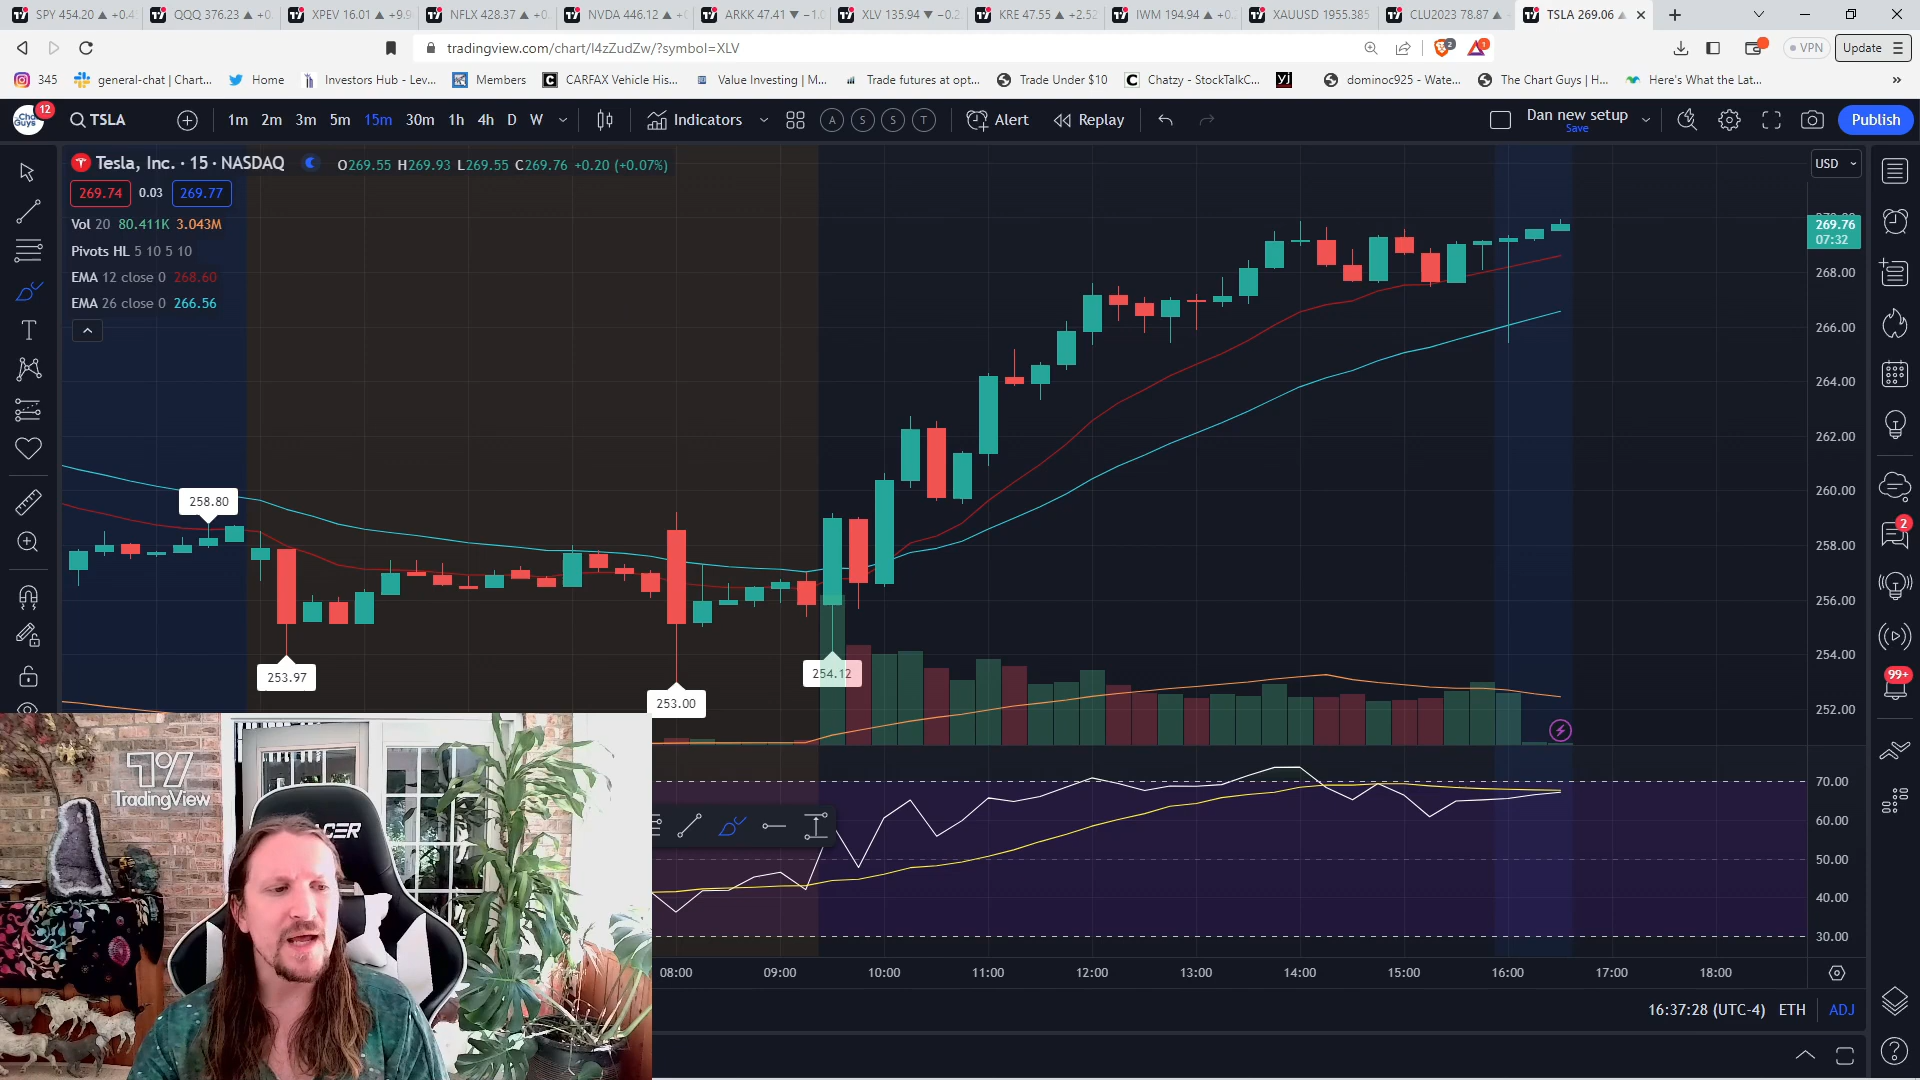 SPY 454.20 ▲ +0.4
QQQ 376.23 ▲ +0.
XPEV 16.01 ▲ +9.9
NFLX 428.37 ▲ +0.
NVDA 446.12 ▲ +
ARKK 47.41 ▼ −1.
XLV 135.94 ▼ −0.2
KRE 47.55 ▲ +2.52
IWM 194.94 ▲ +0.
XAUUSD 1955.385
CLU2023 78.87 ▲
TSLA 269.06
tradingview.com/chart/I4zZudZw/?symbol=XLV
2
1
VPN
Update
345
general-chat | Chart...
Home
Investors Hub - Lev...
Members
CARFAX Vehicle His...
Value Investing | M...
Trade futures at opt...
Trade Under $10
Chatzy - StockTalkC...
dominoc925 - Wate...
The Chart Guys | H...
Here's What the Lat...
»
12
TSLA
1m 2m 3m 5m 15m 30m 1h 4h D W
Indicators
A S S T
Alert
Replay
Dan new setup
Save
Publish
Tesla, Inc. · 15 · NASDAQ
O269.55 H269.93 L269.55 C269.76 +0.20 (+0.07%)
269.74 0.03 269.77
Vol 20 80.411K 3.043M
Pivots HL 5 10 5 10
EMA 12 close 0 268.60
EMA 26 close 0 266.56
USD
269.76
07:32
268.00
266.00
264.00
262.00
260.00
258.00
256.00
254.00
252.00
258.80
253.97
253.00
254.12
2
99+
70.00
60.00
50.00
40.00
30.00
TradingView
08:00 09:00 10:00 11:00 12:00 13:00 14:00 15:00 16:00 17:00 18:00
16:37:28 (UTC-4) ETH ADJ